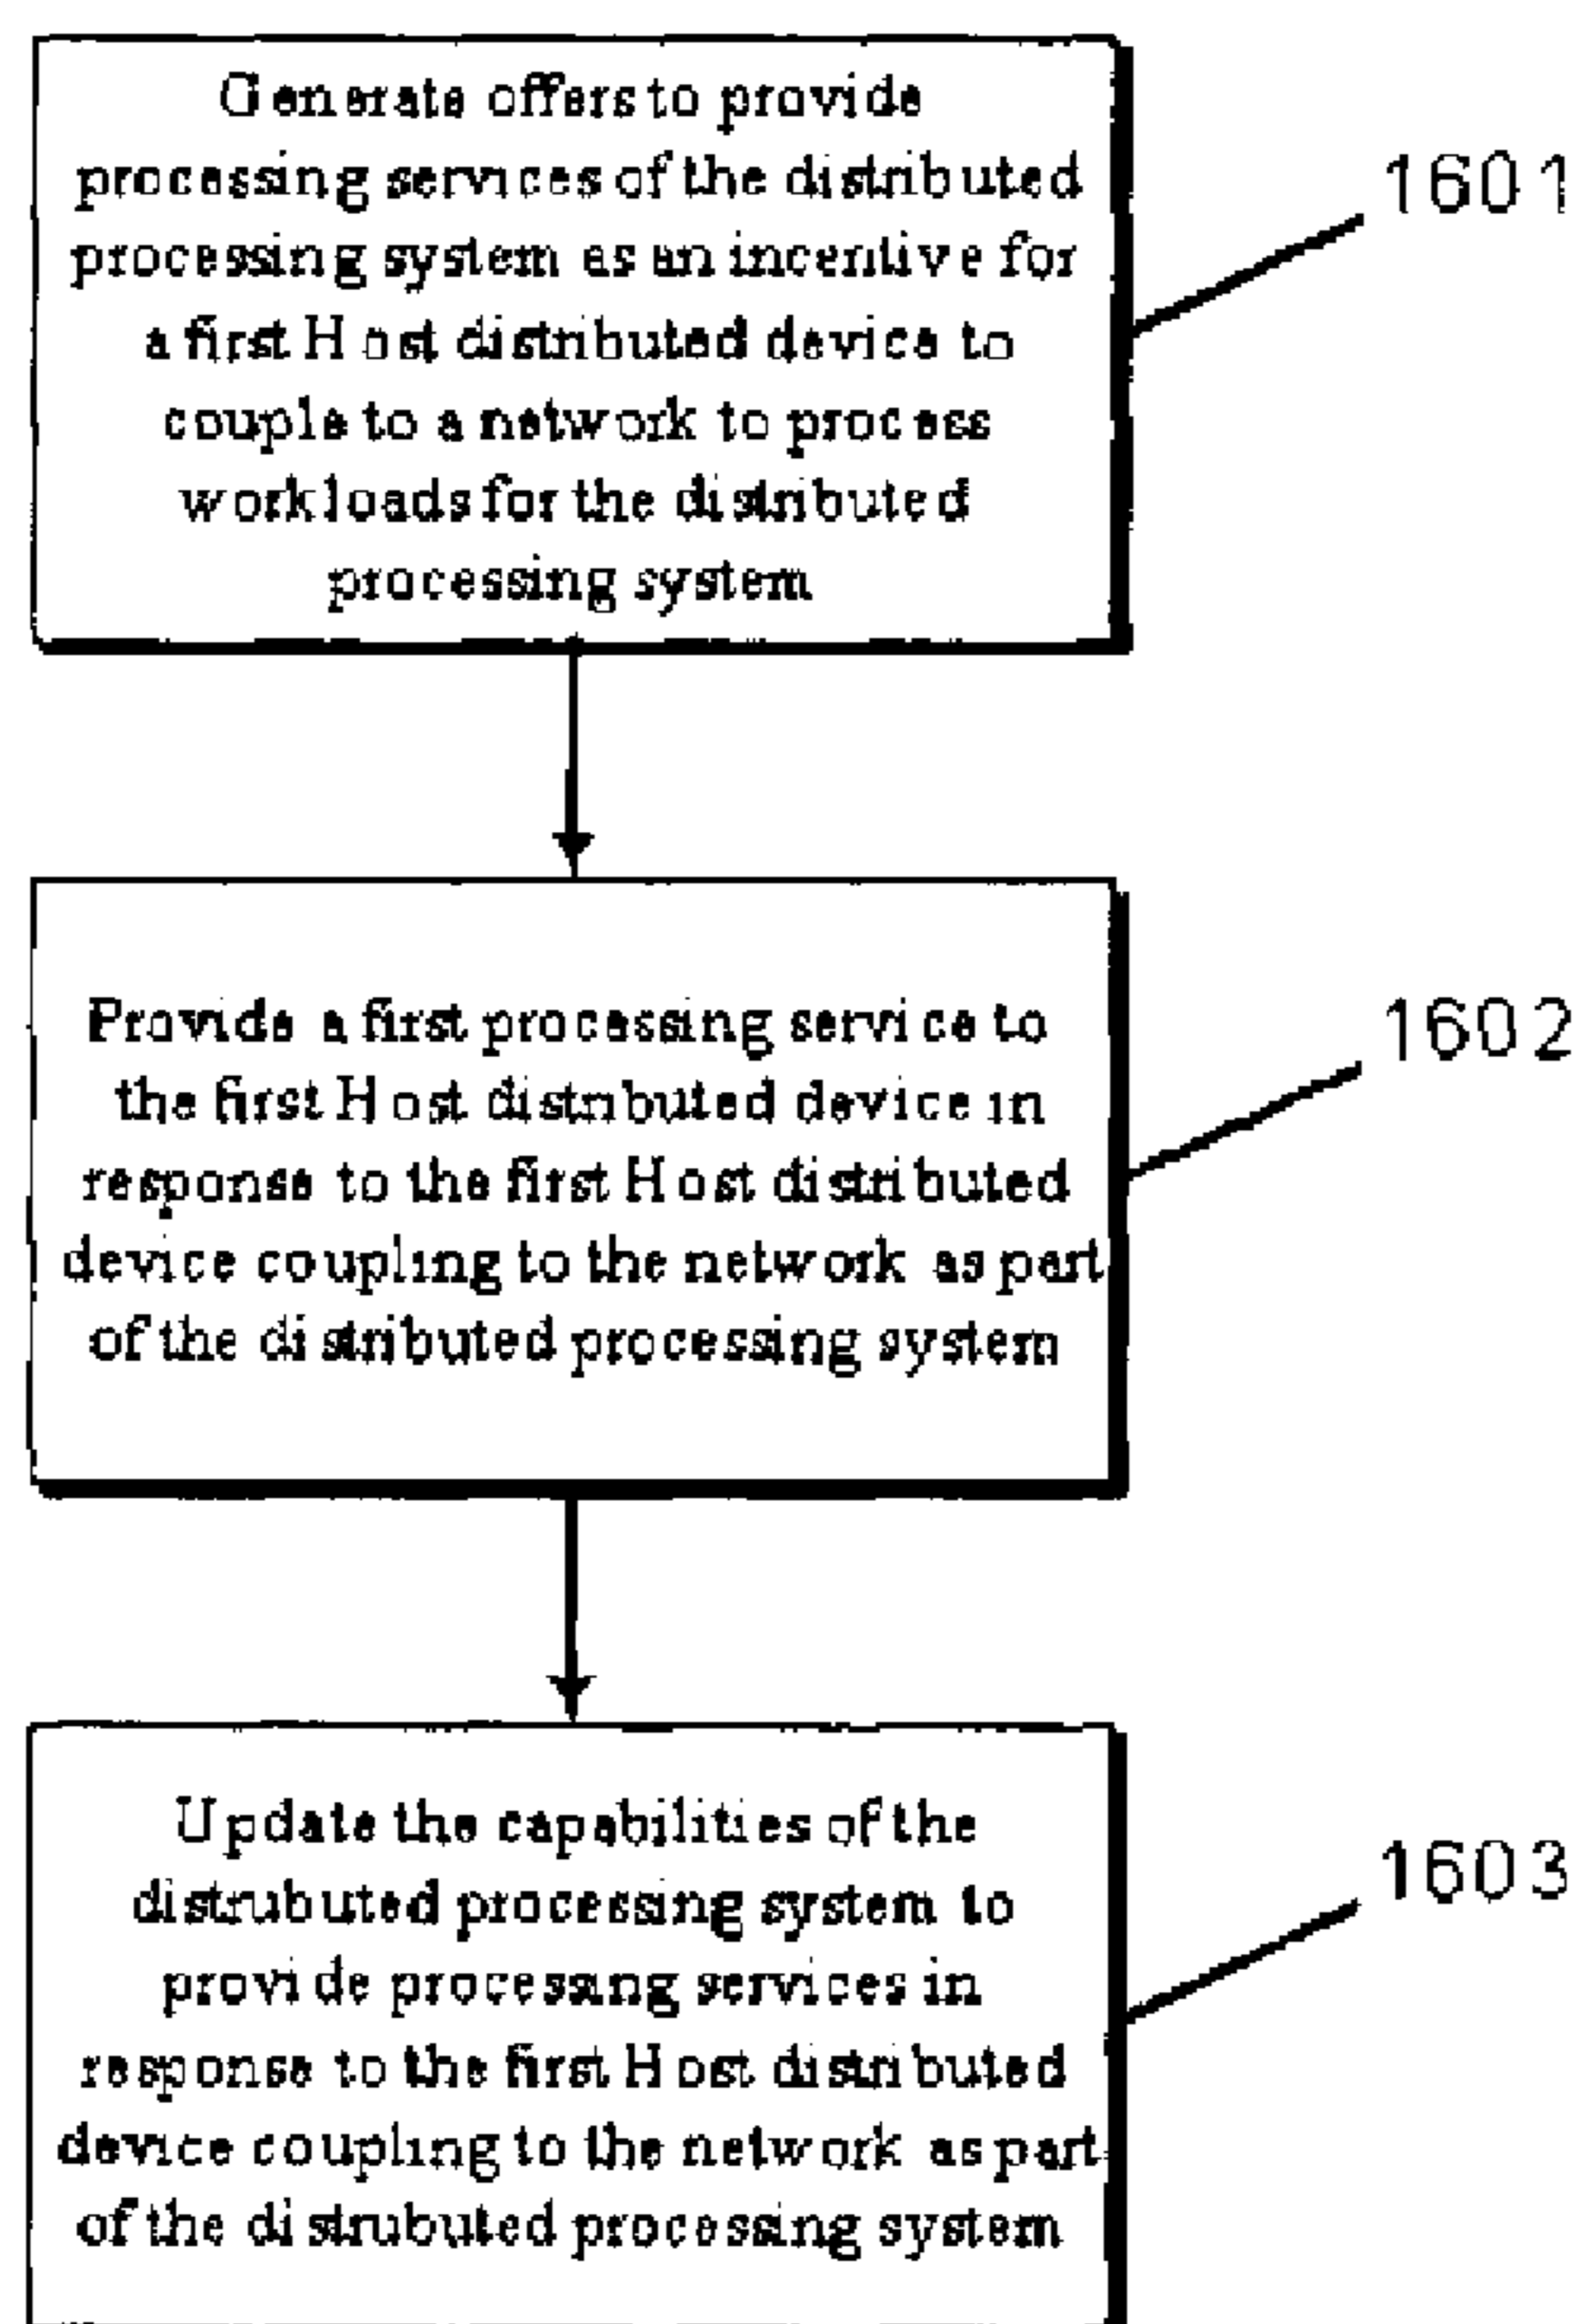 Generate offers to provide
processing services of the distributed
processing system as an incentive for
a first Host distributed device to
couple to a network to process
workloads for the distributed
processing system
1601
Provide a first processing service to
the first Host distributed device in
response to the first Host distributed
device coupling to the network as part
of the distributed processing system
1602
Update the capabilities of the
distrubuted processing system to
provide processing services in
response to the first Host distributed
device coupling to the network as part
of the distrubuted processing system
1603